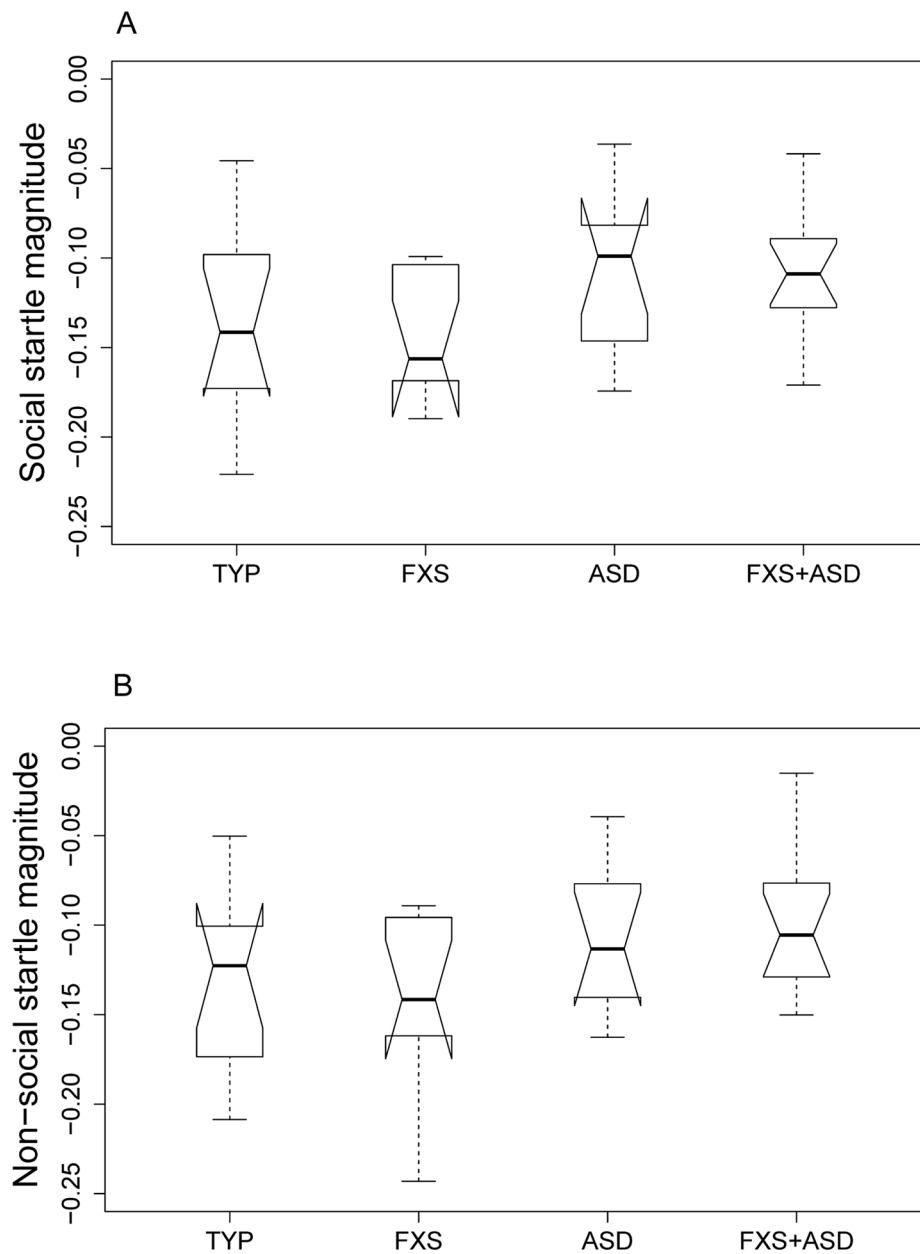 A
Social startle magnitude
0.00
−0.05
−0.10
−0.15
−0.20
−0.25
TYP FXS ASD FXS+ASD
B
Non−social startle magnitude
0.00
−0.05
−0.10
−0.15
−0.20
−0.25
TYP FXS ASD FXS+ASD